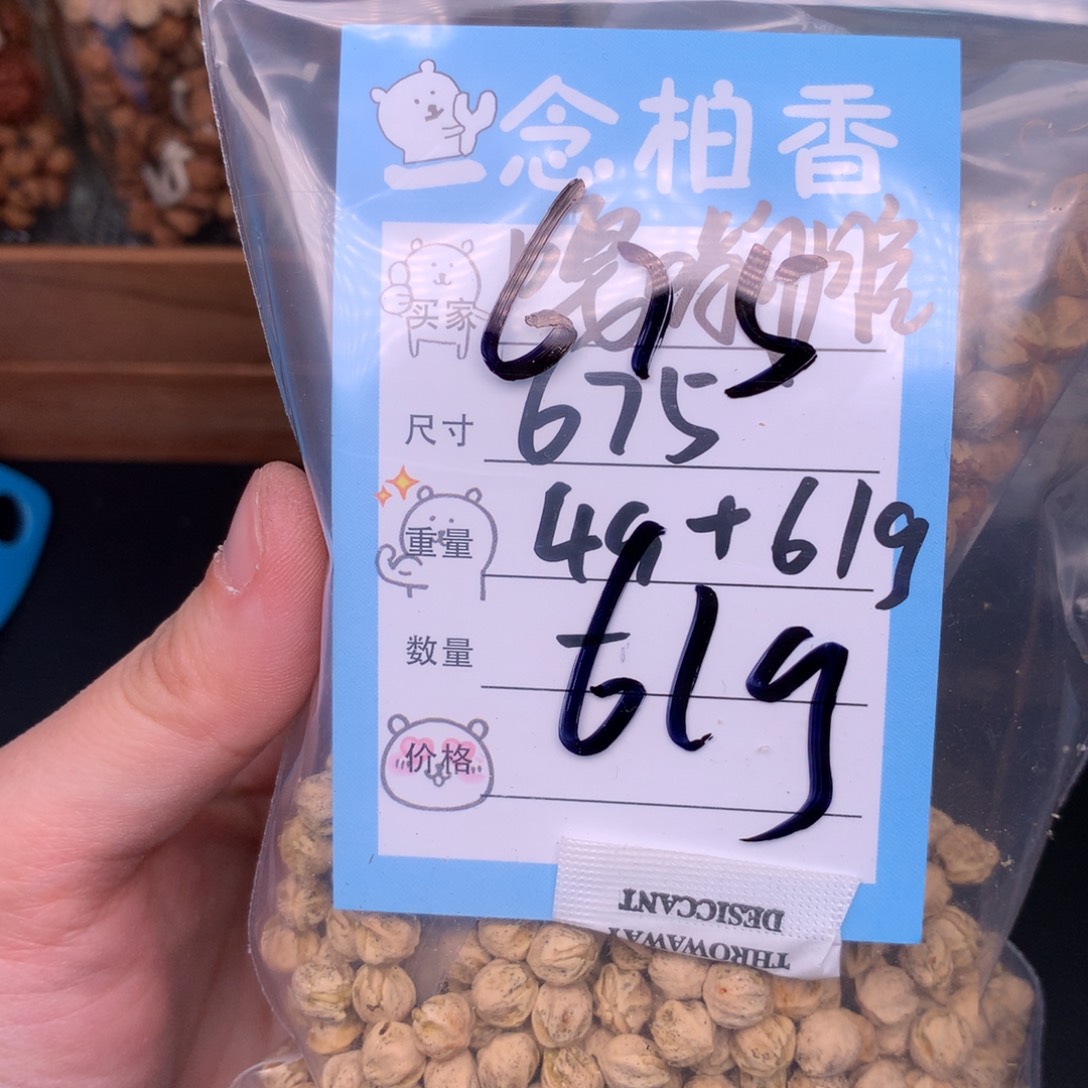 念柏香
675
买家
尺寸 675
重量 4g+61g
数量 一
61g
价格
DESICCANT
THROWAWAY